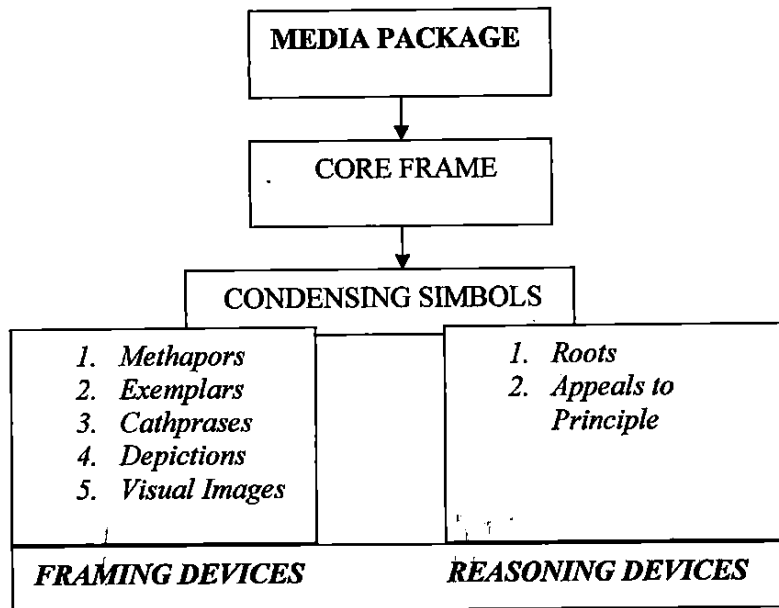 MEDIA PACKAGE
CORE FRAME
CONDENSING SIMBOLS
1. Methapors
2. Exemplars
3. Cathprases
4. Depictions
5. Visual Images
1. Roots
2. Appeals to
Principle
FRAMING DEVICES
REASONING DEVICES